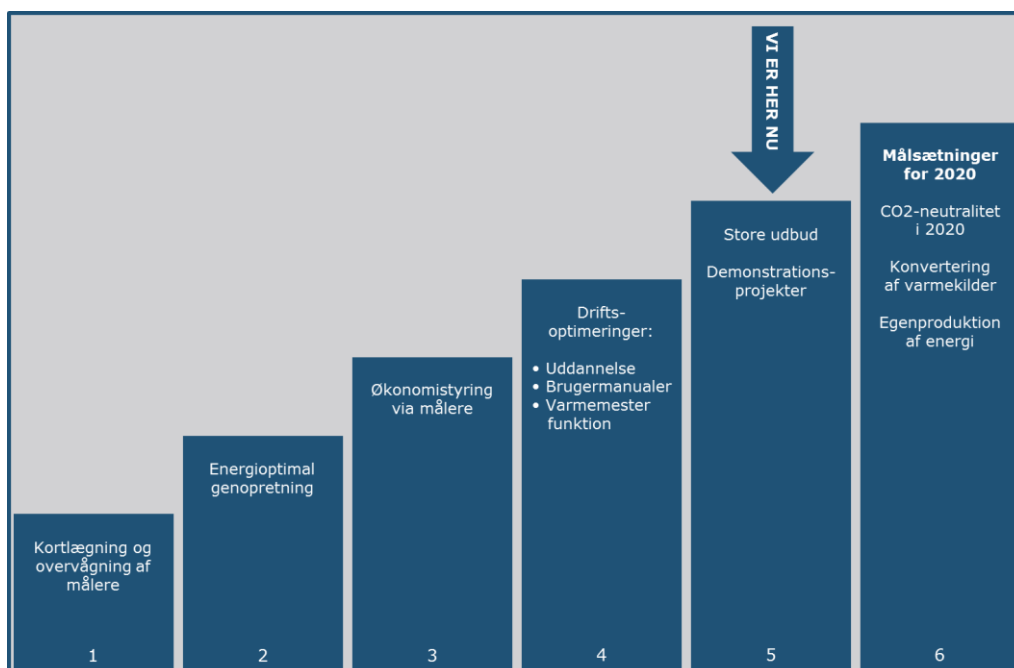 VI ER HER NU
Kortlægning og
overvågning af
målere
1
Energioptimal
genopretning
2
Økonomistyring
via målere
3
Drifts-
optimeringer:
• Uddannelse
• Brugermanualer
• Varmemester
funktion
4
Store udbud
Demonstrations-
projekter
5
Målsætninger
for 2020
CO2-neutralitet
i 2020
Konvertering
af varmekilder
Egenproduktion
af energi
6